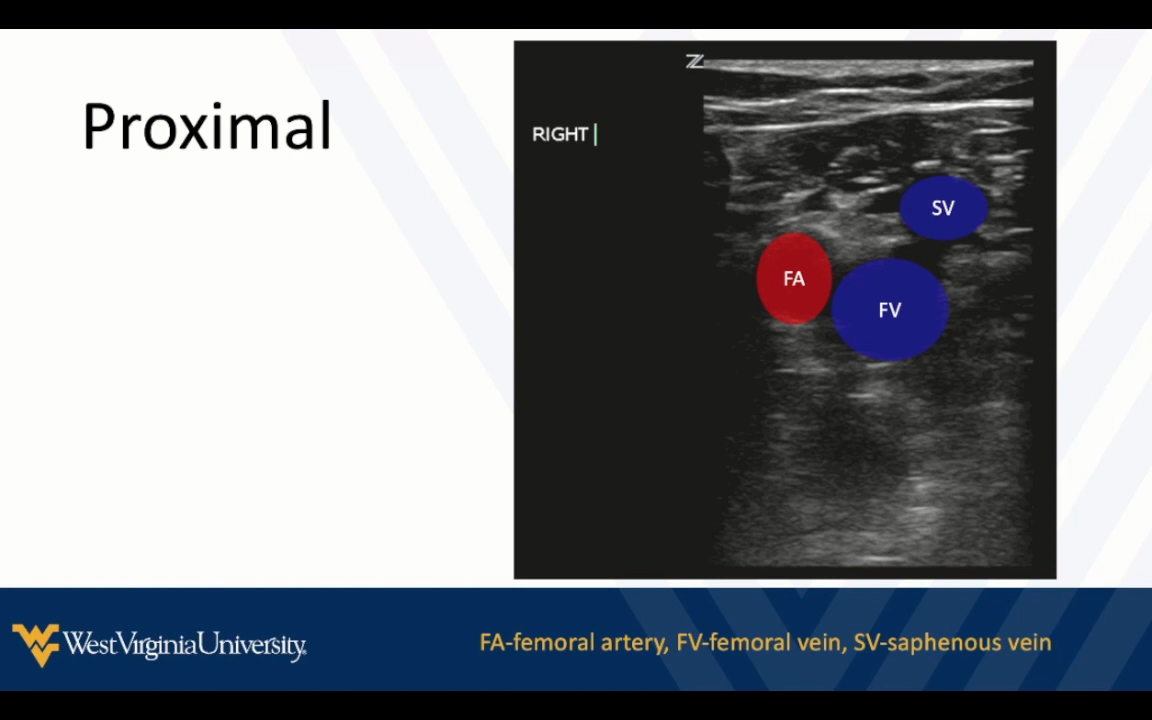 Proximal
RIGHT
SV
FA
FV
West Virginia University
FA-femoral artery, FV-femoral vein, SV-saphenous vein